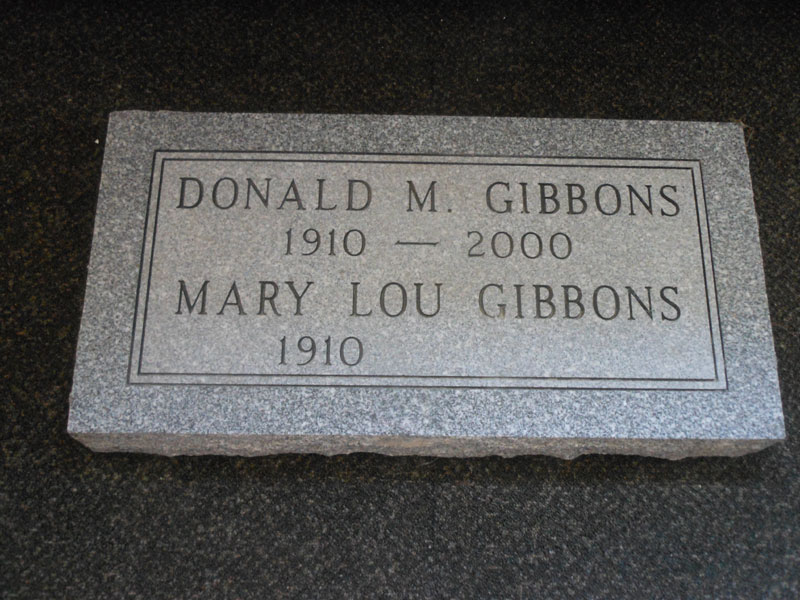 DONALD M. GIBBONS
1910 — 2000
MARY LOU GIBBONS
1910